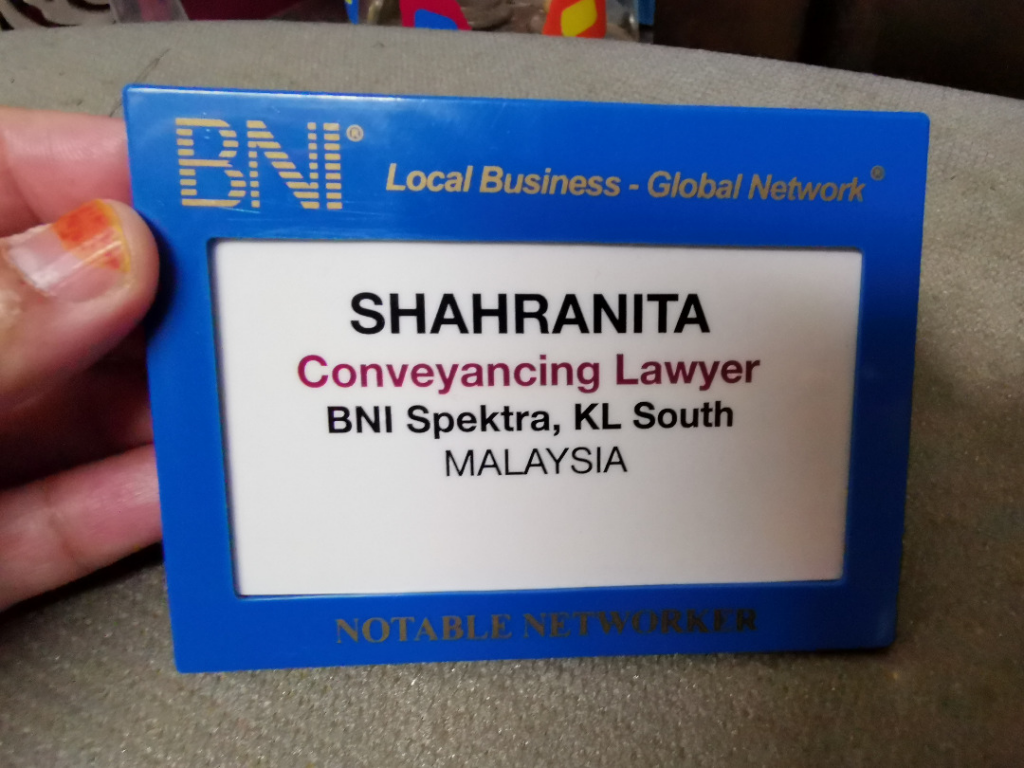 BNI®
Local Business - Global Network®
SHAHRANITA
Conveyancing Lawyer
BNI Spektra, KL South
MALAYSIA
NOTABLE NETWORKER